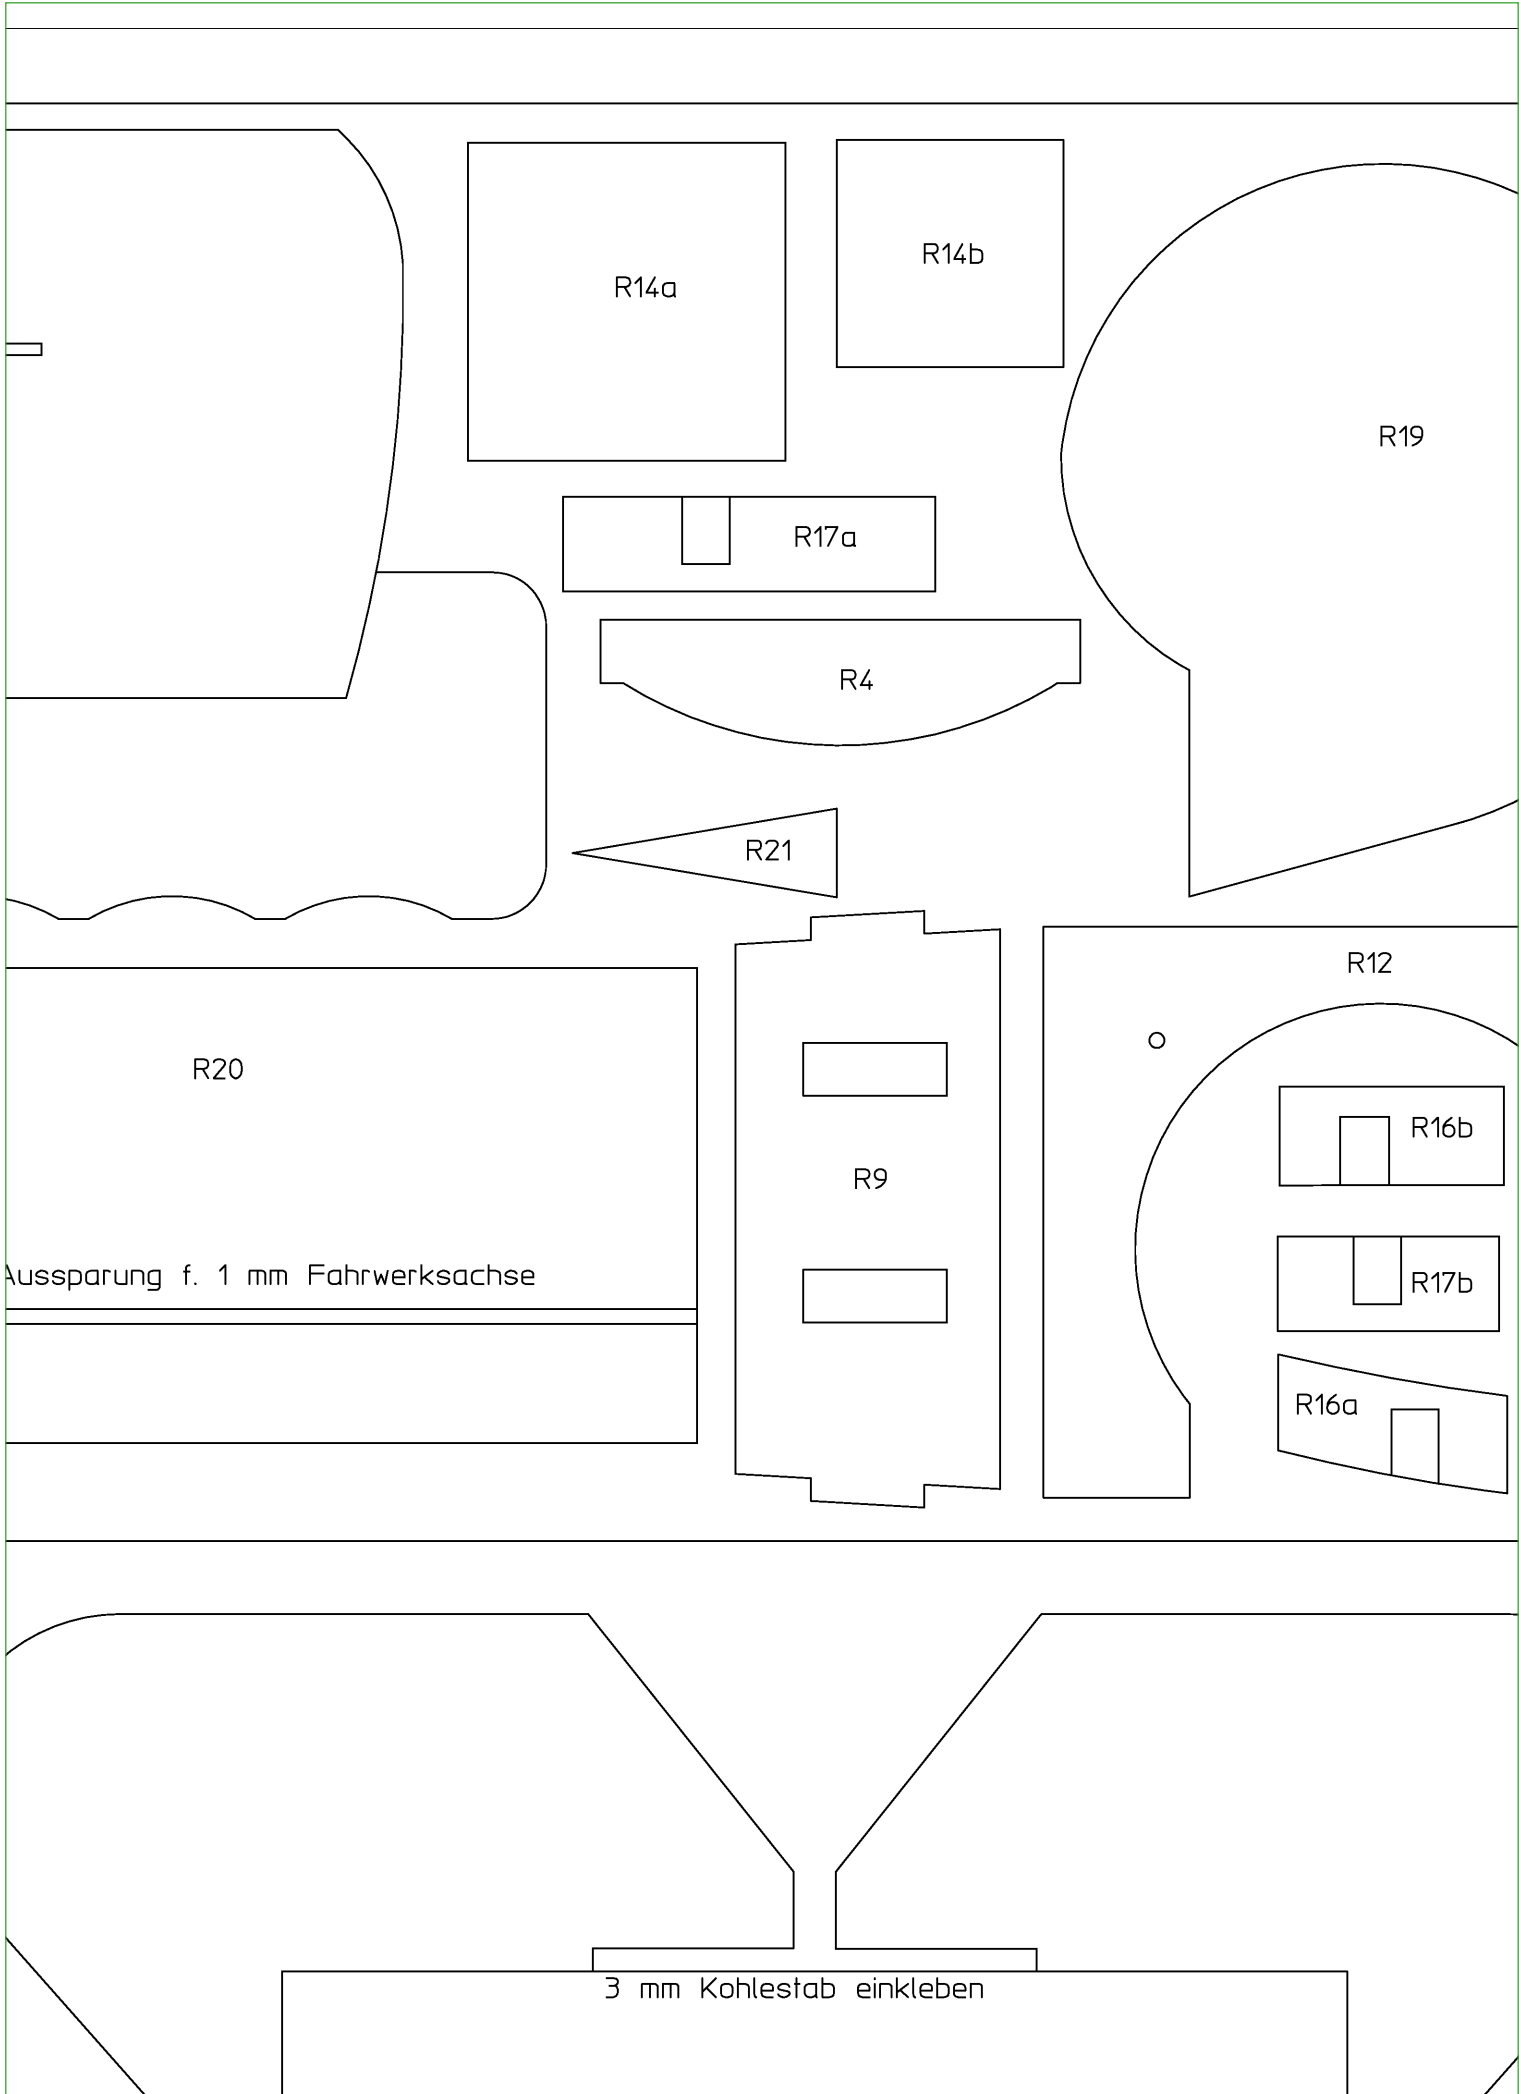 R14b
R14a
R19
R17a
R4
R21
R12
R20
R16b
R9
Aussparung f. 1 mm Fahrwerksachse
R17b
R16a
3 mm Kohlestab einkleben